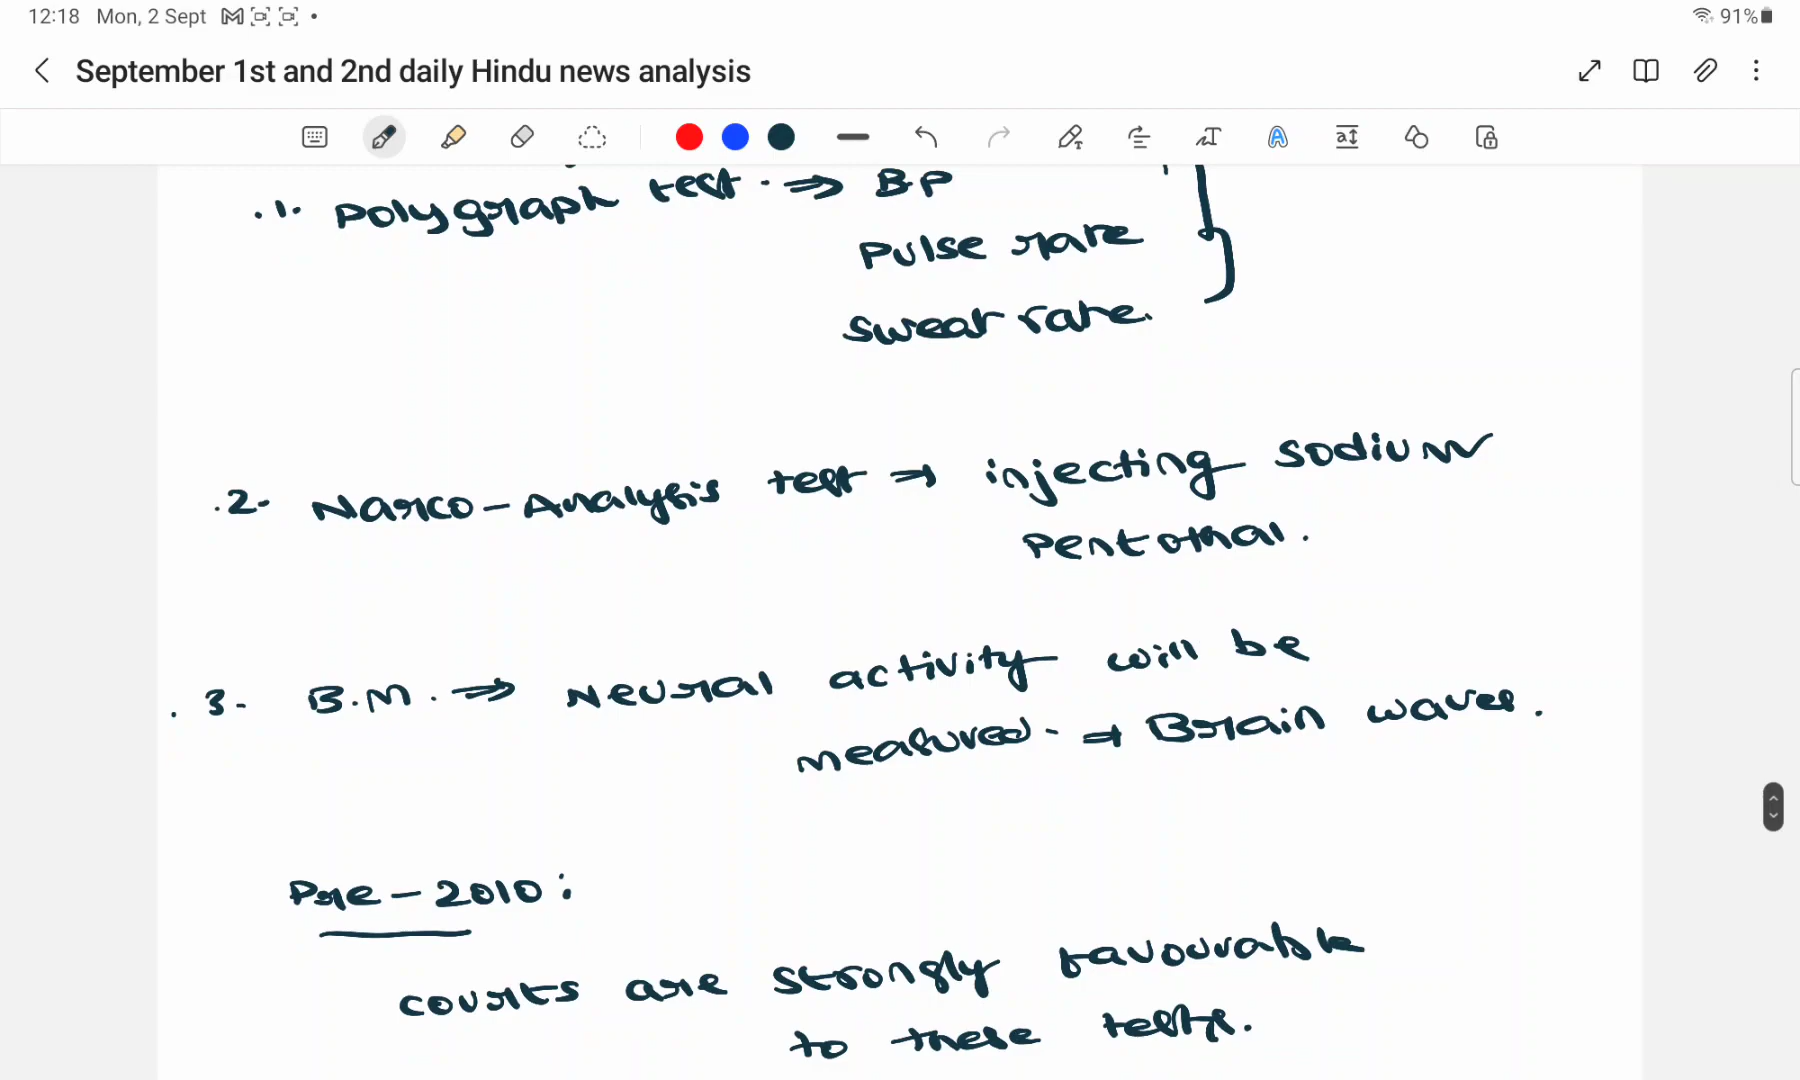 12:18 Mon, 2 Sept 91%
September 1st and 2nd daily Hindu news analysis
.1. Polygraph test. ⇒ B.P
Pulse rate
Sweat rate.
.2. Narco-Analysis test ⇒ injecting sodium
Pentothal.
.3. B.M. ⇒ Neural activity will be
measured. ⇒ Brain waves.
Pre-2010:
courts are strongly favourable
to these tests.